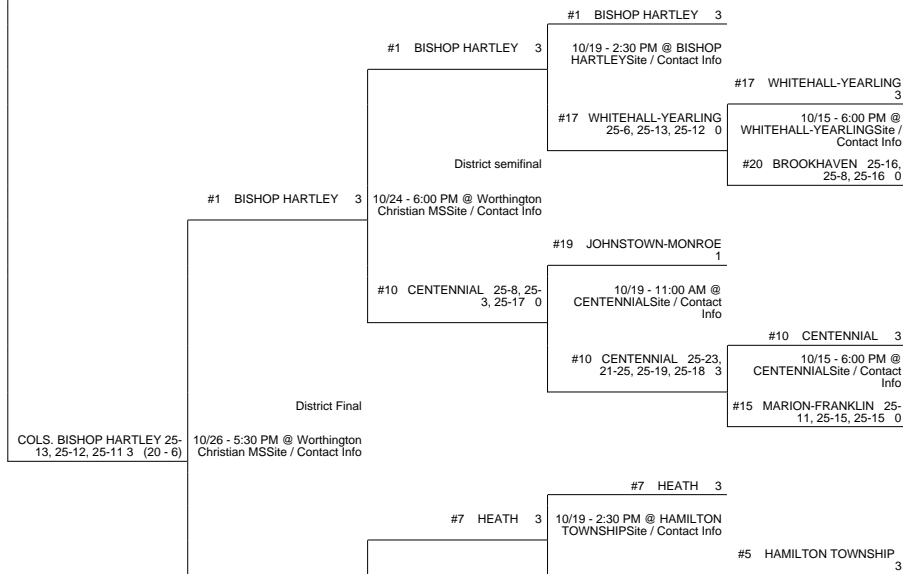 #1 BISHOP HARTLEY 3
#1 BISHOP HARTLEY 3
10/19 - 2:30 PM @ BISHOP
HARTLEYSite / Contact Info
#17 WHITEHALL-YEARLING
3
#17 WHITEHALL-YEARLING
25-6, 25-13, 25-12 0
10/15 - 6:00 PM @
WHITEHALL-YEARLINGSite /
Contact Info
District semifinal
#20 BROOKHAVEN 25-16,
25-8, 25-16 0
#1 BISHOP HARTLEY 3
10/24 - 6:00 PM @ Worthington
Christian MSSite / Contact Info
#19 JOHNSTOWN-MONROE
1
#10 CENTENNIAL 25-8, 25-
3, 25-17 0
10/19 - 11:00 AM @
CENTENNIALSite / Contact
Info
#10 CENTENNIAL 3
#10 CENTENNIAL 25-23,
21-25, 25-19, 25-18 3
10/15 - 6:00 PM @
CENTENNIALSite / Contact
Info
District Final
#15 MARION-FRANKLIN 25-
11, 25-15, 25-15 0
COLS. BISHOP HARTLEY 25-
13, 25-12, 25-11 3 (20 - 6)
10/26 - 5:30 PM @ Worthington
Christian MSSite / Contact Info
#7 HEATH 3
#7 HEATH 3
10/19 - 2:30 PM @ HAMILTON
TOWNSHIPSite / Contact Info
#5 HAMILTON TOWNSHIP
3